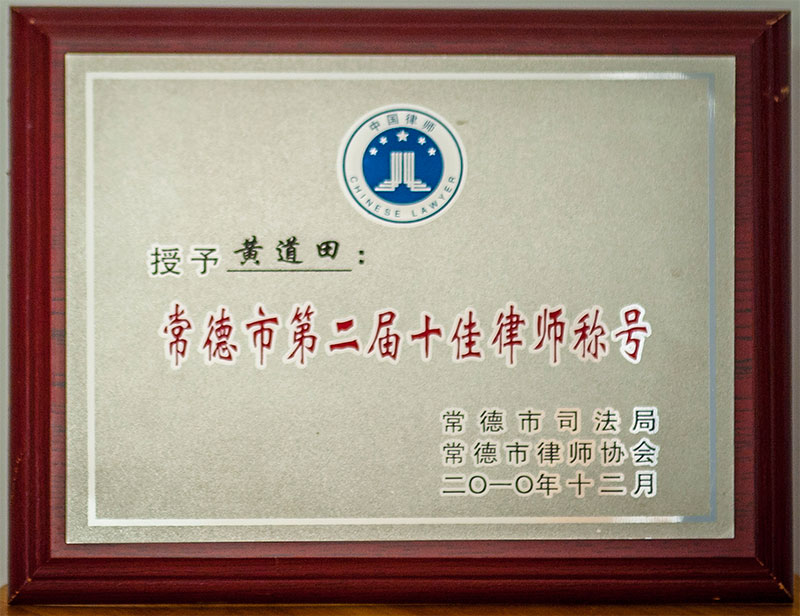 中国律师
CHINESE LAWYER
授予 黄道田：
常德市第二届十佳律师称号
常德市司法局
常德市律师协会
二〇一〇年十二月